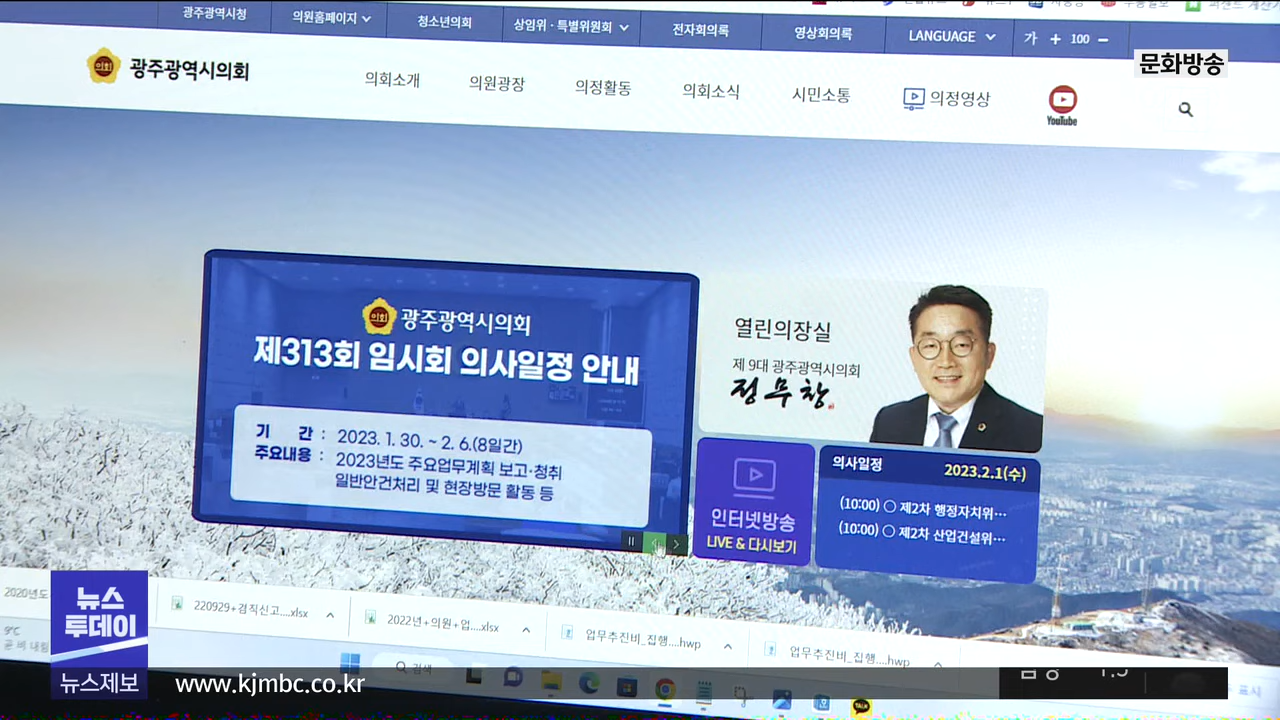 광주광역시청 의원홈페이지 청소년의회 상임위·특별위원회 전자회의록 영상회의록 LANGUAGE 가 + 100 −
문화방송
광주광역시의회 의회소개 의원광장 의정활동 의회소식 시민소통 의정영상 YouTube
의회 광주광역시의회
제313회 임시회 의사일정 안내
기 간 : 2023. 1. 30. ~ 2. 6.(8일간)
주요내용 : 2023년도 주요업무계획 보고·청취
일반안건처리 및 현장방문 활동 등
열린의장실
제 9대 광주광역시의회
정무창
인터넷방송
LIVE & 다시보기
의사일정 2023.2.1(수)
(10:00) ○ 제2차 행정자치위…
(10:00) ○ 제2차 산업건설위…
220929+겸직신고....xlsx 2022년+의원+업....xlsx 업무추진비_집행....hwp 업무추진비_집행....hwp
9℃
검색
뉴스
투데이
뉴스제보 www.kjmbc.co.kr